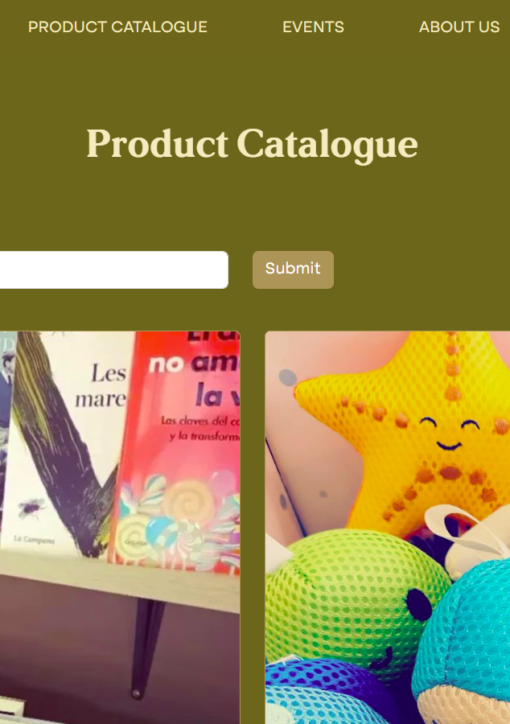 PRODUCT CATALOGUE
EVENTS
ABOUT US
Product Catalogue
Submit
Les
mare
La Campana
no am
la v
Las claves del co
y la transform